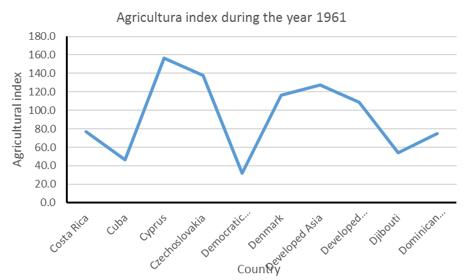 Agricultura index during the year 1961
180.0
160.0
140.0
120.0
100.0
80.0
60.0
40.0
20.0
0.0
Agricultural index
Costa Rica
Cuba
Cyprus
Czechoslovakia
Democratic...
Denmark
Developed Asia
Developed...
Djibouti
Dominican...
Country